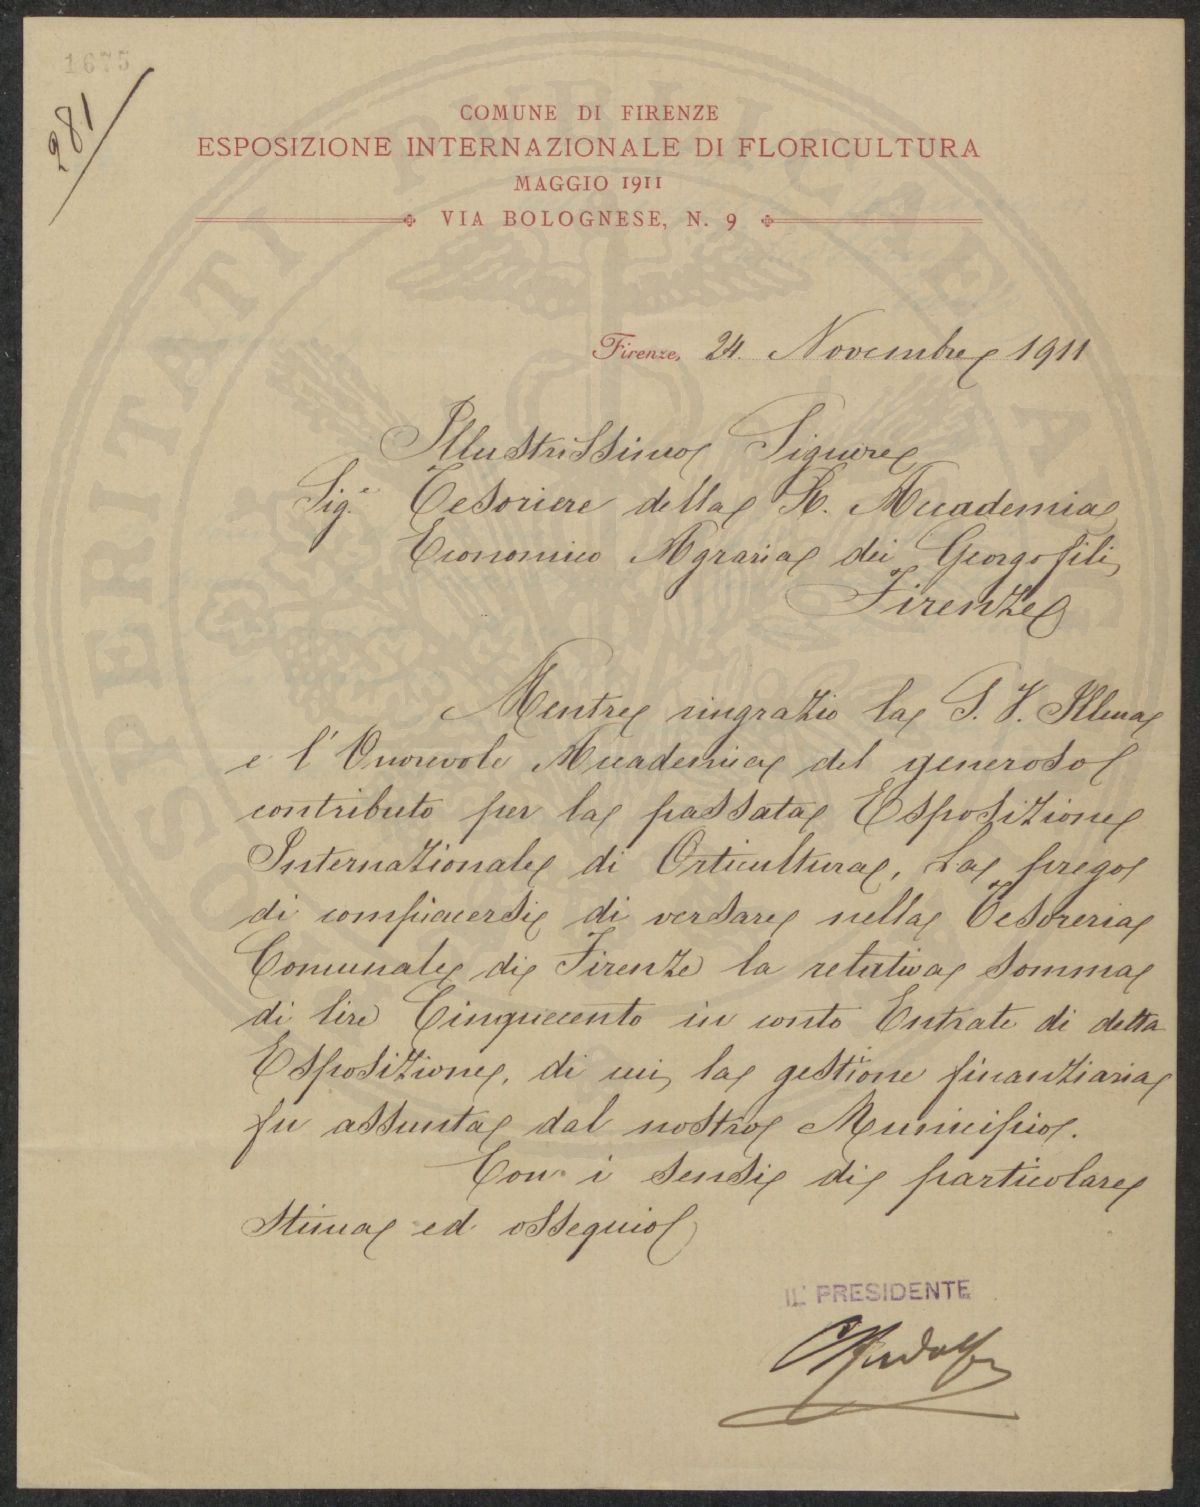 1675
281
COMUNE DI FIRENZE
ESPOSIZIONE INTERNAZIONALE DI FLORICULTURA
MAGGIO 1911
VIA BOLOGNESE, N. 9
Firenze, 24. Novembre 1911
Illustrissimo Signore
Sig.e Tesoriere della R. Accademia
Economico Agraria dei Georgofili
Firenze
Mentre ringrazio la S. V. Illma
e l'Onorevole Accademia del generoso
contributo per la passata Esposizione
Internazionale di Orticultura, La prego
di compiacersi di versare nella Tesoreria
Comunale di Firenze la relativa somma
di lire Cinquecento in conto Entrate di detta
Esposizione, di cui la gestione finanziaria
fu assunta dal nostro Municipio.
Con i sensi di particolare
stima ed ossequio
IL PRESIDENTE